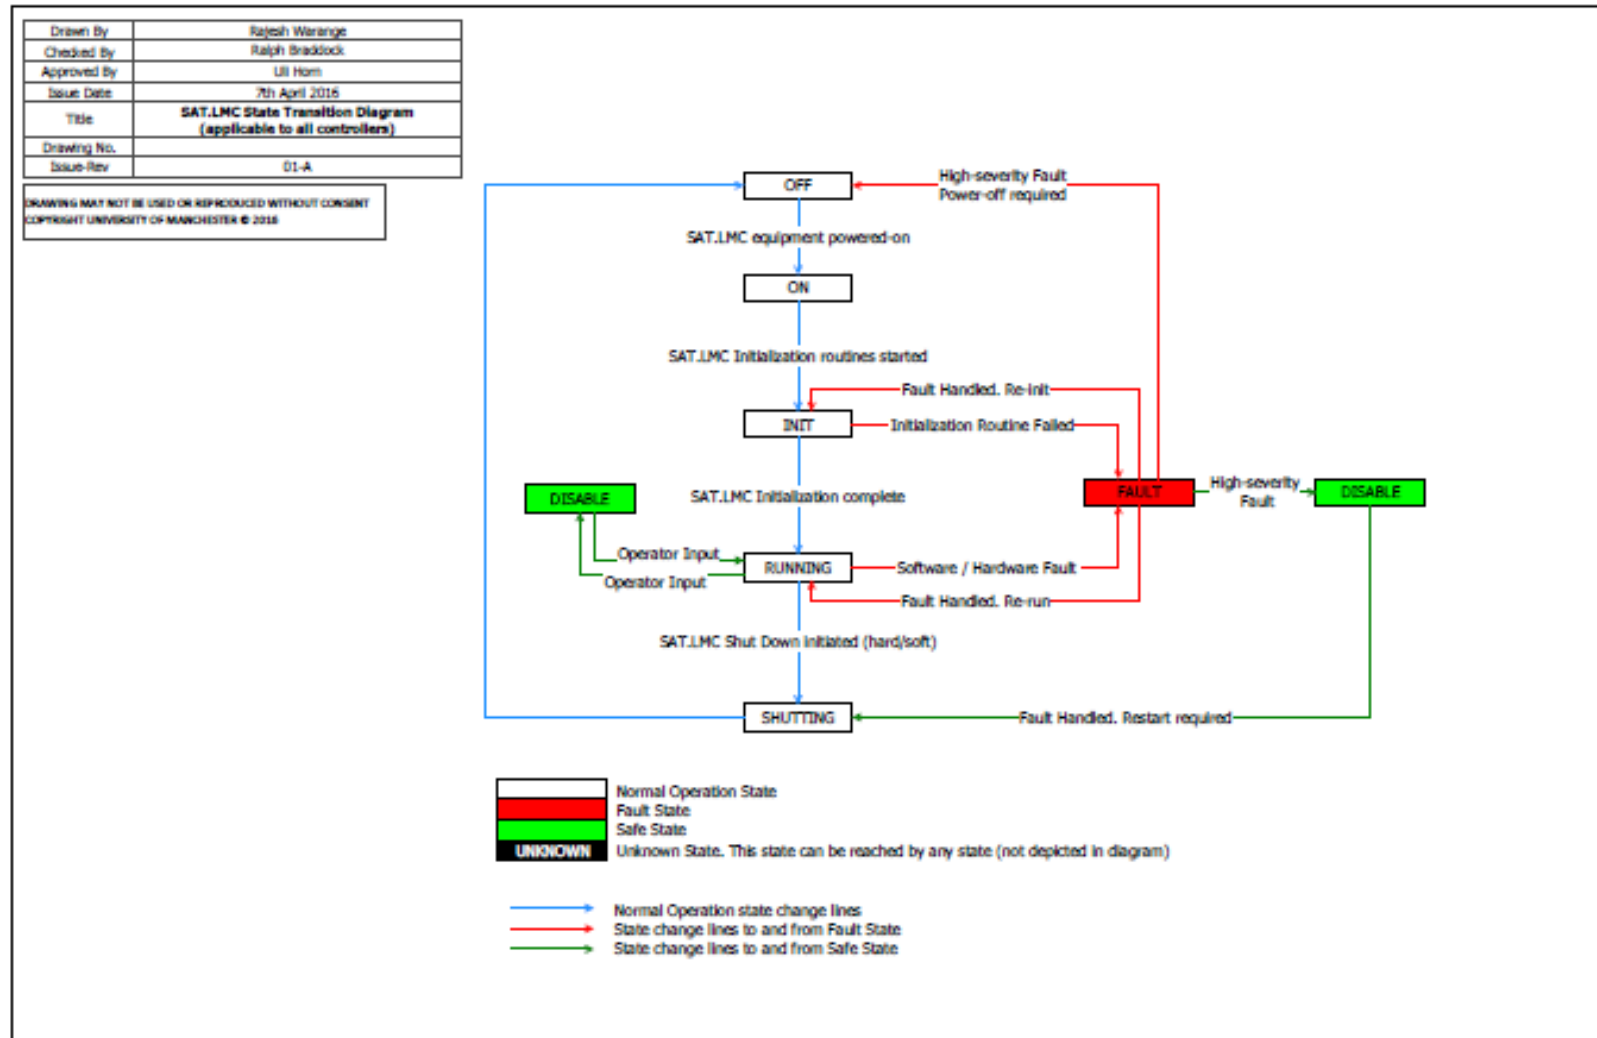 Drawn By Rajesh Warange
Checked By Ralph Braddock
Approved By Uli Horn
Issue Date 7th April 2016
Title SAT.LMC State Transition Diagram
(applicable to all controllers)
Drawing No.
Issue-Rev 01-A
DRAWING MAY NOT BE USED OR REPRODUCED WITHOUT CONSENT
COPYRIGHT UNIVERSITY OF MANCHESTER © 2016
OFF
High-severity Fault
Power-off required
SAT.LMC equipment powered-on
ON
SAT.LMC Initialization routines started
Fault Handled. Re-init
INIT
Initialization Routine Failed
DISABLE
SAT.LMC Initialization complete
FAULT
High-severity
Fault
DISABLE
Operator Input
Operator Input
RUNNING
Software / Hardware Fault
Fault Handled. Re-run
SAT.LMC Shut Down initiated (hard/soft)
SHUTTING
Fault Handled. Restart required
Normal Operation State
Fault State
Safe State
UNKNOWN Unknown State. This state can be reached by any state (not depicted in diagram)
Normal Operation state change lines
State change lines to and from Fault State
State change lines to and from Safe State